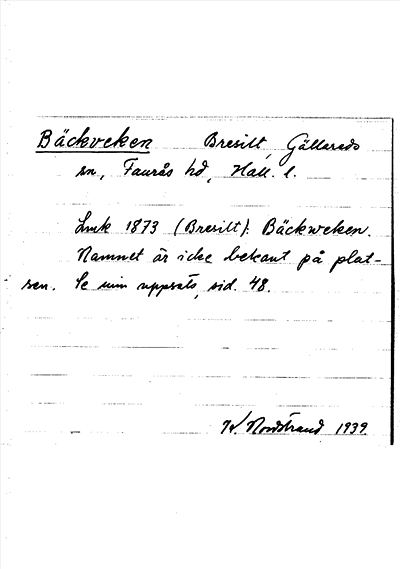 Bäckveken Bresilt, Gällareds
sn, Faurås hd, Hall. l.
Lmk 1873 (Bresilt): Bäckweken.
Namnet är icke bekant på plat-
sen. Se min uppsats, sid. 48.
Nordstrand 1939